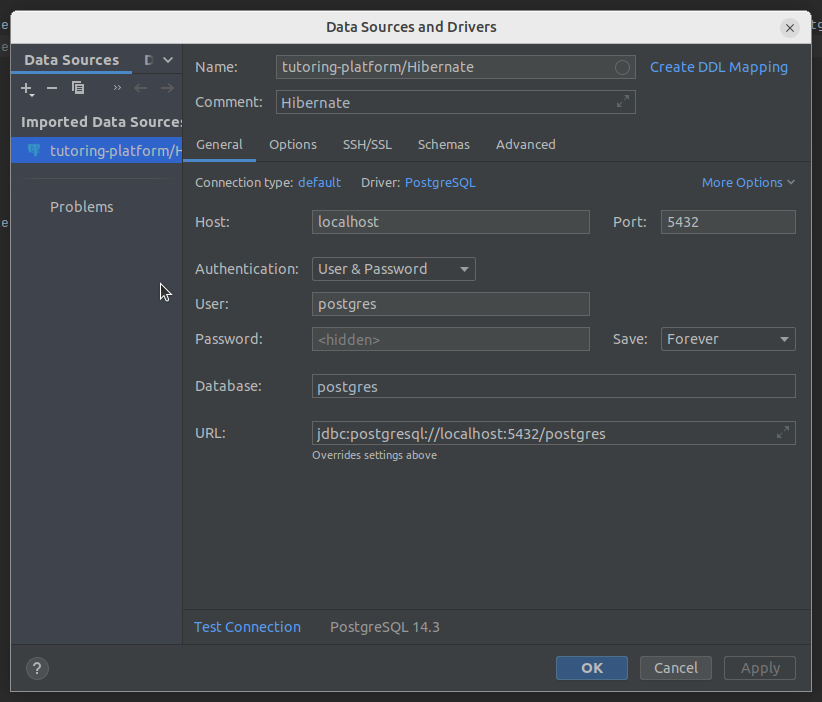 Data Sources and Drivers
Data Sources D
Name: tutoring-platform/Hibernate Create DDL Mapping
Comment: Hibernate
Imported Data Sources
tutoring-platform/H
Problems
General Options SSH/SSL Schemas Advanced
Connection type: default Driver: PostgreSQL More Options
Host: localhost Port: 5432
Authentication: User & Password
User: postgres
Password: <hidden> Save: Forever
Database: postgres
URL: jdbc:postgresql://localhost:5432/postgres
Overrides settings above
Test Connection PostgreSQL 14.3
? OK Cancel Apply